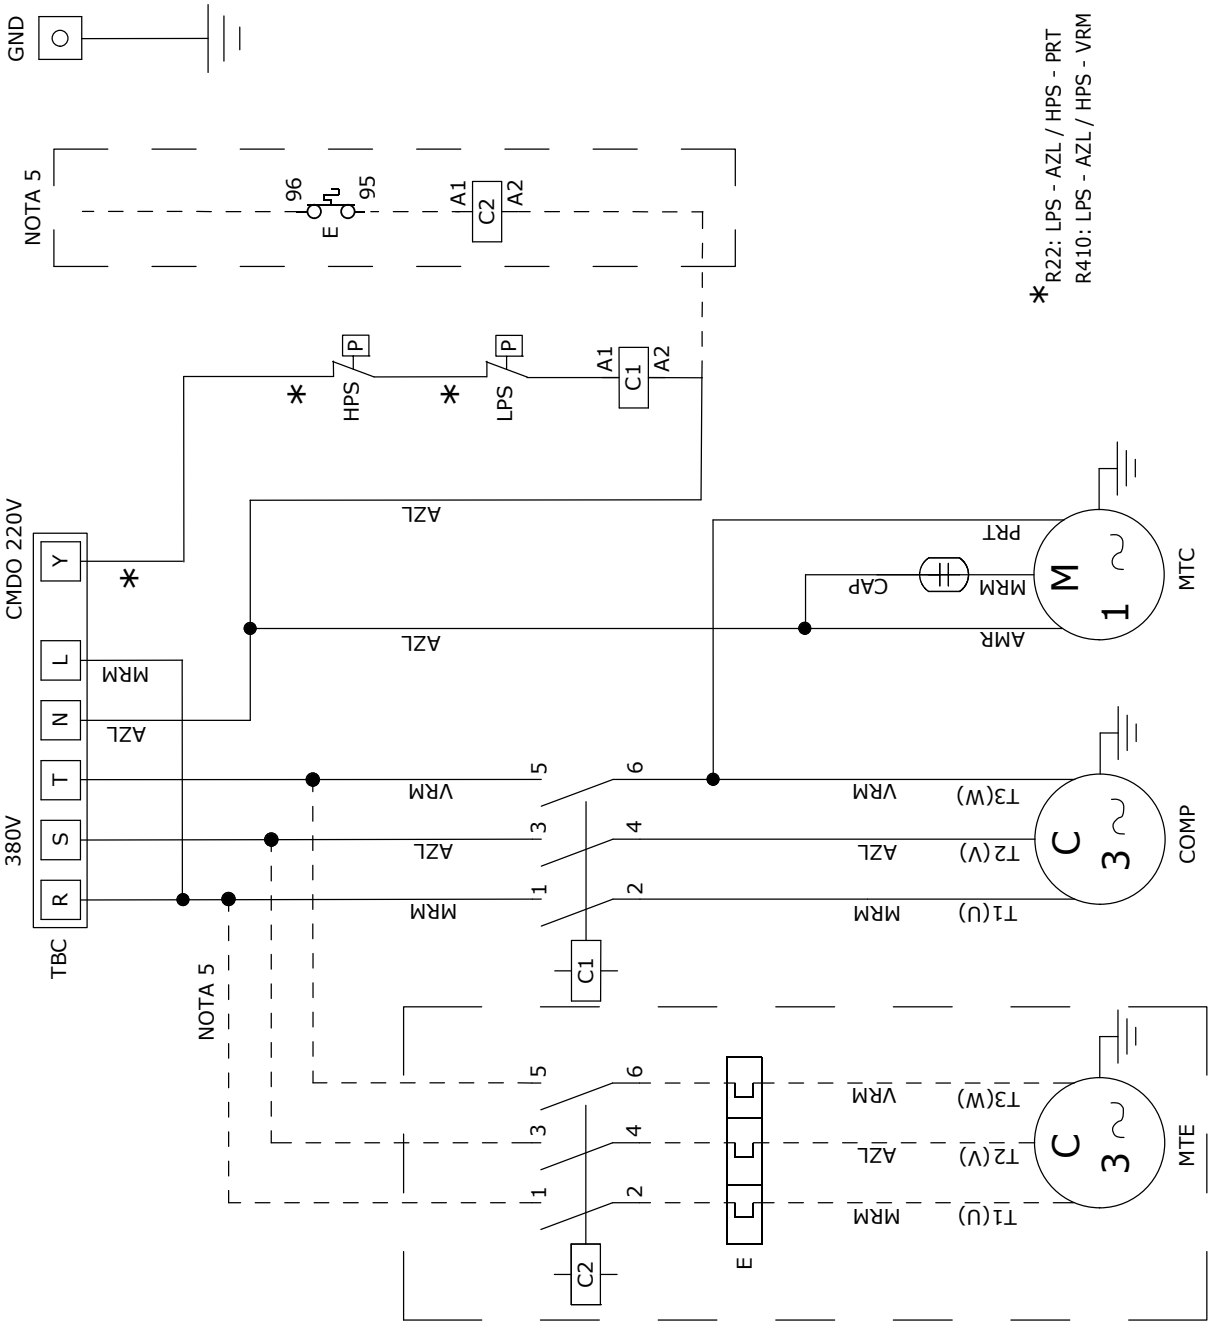 GND
NOTA 5
96
95
E
A1
A2
C2
P
P
HPS
LPS
A1
A2
C1
* R22: LPS - AZL / HPS - PRT
R410: LPS - AZL / HPS - VRM
*
*
*
CMDO 220V
380V
TBC
Y
L
N
T
S
R
MRM
AZL
AZL
AZL
PRT
CAP
MRM
AMR
M
1
MTC
VRM
AZL
MRM
5
6
3
4
1
2
C1
VRM
AZL
MRM
T3(W)
T2(V)
T1(U)
C
3
COMP
NOTA 5
5
6
3
4
1
2
C2
E
VRM
AZL
MRM
T3(W)
T2(V)
T1(U)
C
3
MTE